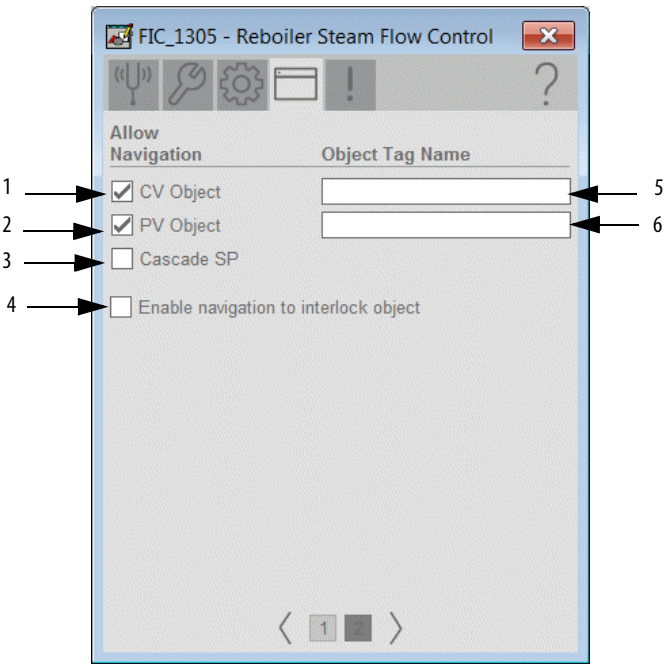 FIC_1305 - Reboiler Steam Flow Control
?
Allow
Navigation Object Tag Name
1 CV Object 5
2 PV Object 6
3 Cascade SP
4 Enable navigation to interlock object
1 2